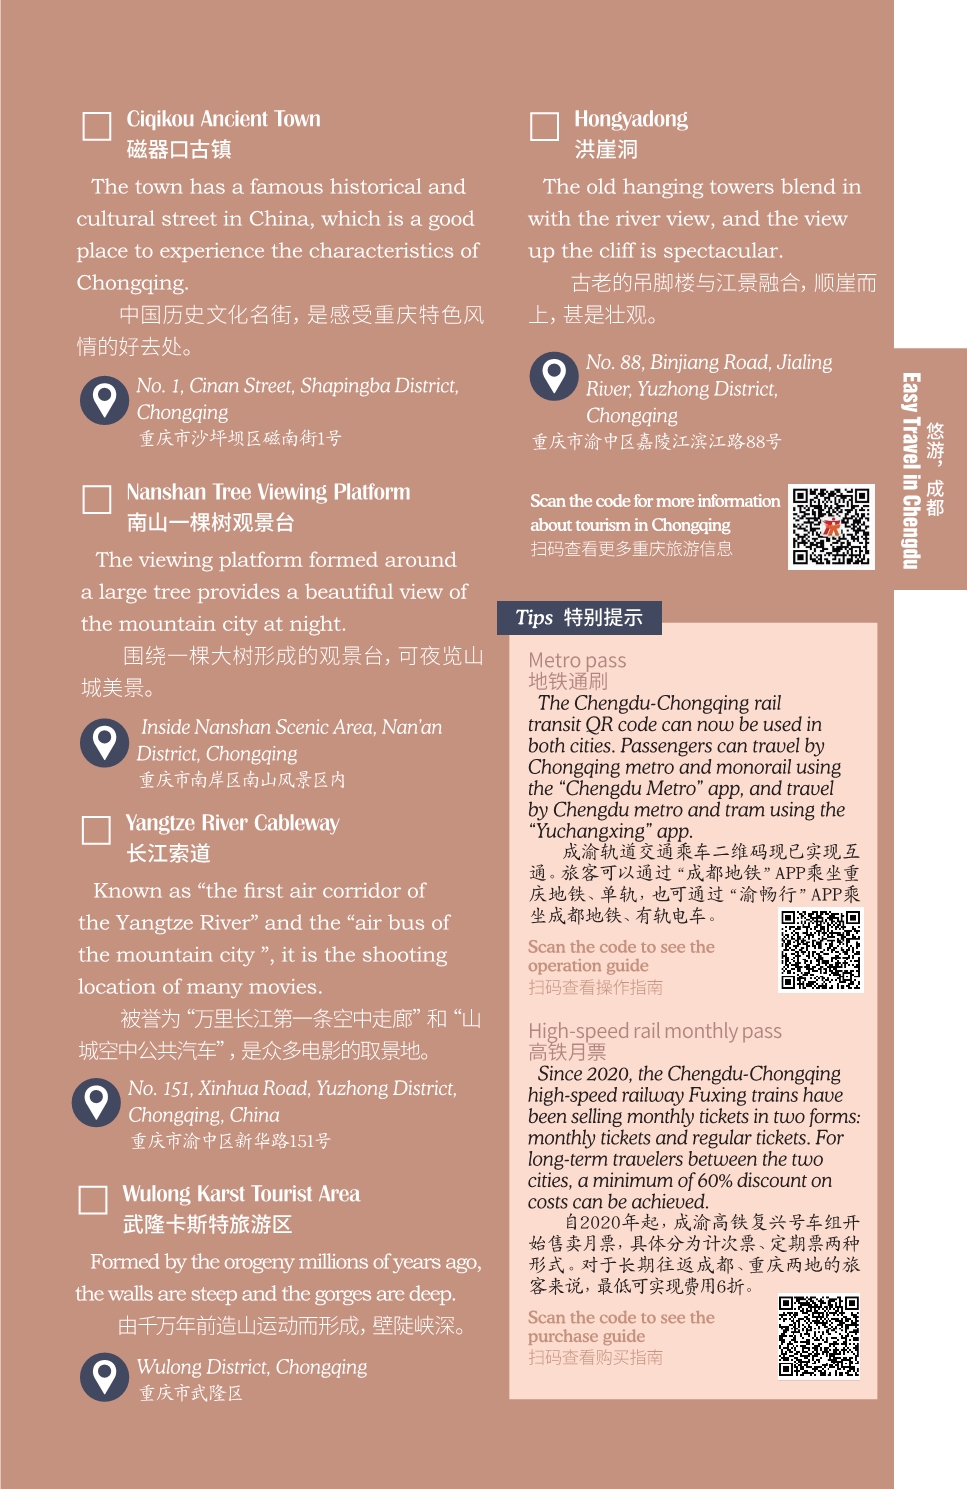 Ciqikou Ancient Town
磁器口古镇
The town has a famous historical and
cultural street in China, which is a good
place to experience the characteristics of
Chongqing.
中国历史文化名街，是感受重庆特色风
情的好去处。
No. 1, Cinan Street, Shapingba District,
Chongqing
重庆市沙坪坝区磁南街1号
Nanshan Tree Viewing Platform
南山一棵树观景台
The viewing platform formed around
a large tree provides a beautiful view of
the mountain city at night.
围绕一棵大树形成的观景台，可夜览山
城美景。
Inside Nanshan Scenic Area, Nan'an
District, Chongqing
重庆市南岸区南山风景区内
Yangtze River Cableway
长江索道
Known as “the first air corridor of
the Yangtze River” and the “air bus of
the mountain city ”, it is the shooting
location of many movies.
被誉为“万里长江第一条空中走廊”和“山
城空中公共汽车”，是众多电影的取景地。
No. 151, Xinhua Road, Yuzhong District,
Chongqing, China
重庆市渝中区新华路151号
Wulong Karst Tourist Area
武隆卡斯特旅游区
Formed by the orogeny millions of years ago,
the walls are steep and the gorges are deep.
由千万年前造山运动而形成，壁陡峡深。
Wulong District, Chongqing
重庆市武隆区
Hongyadong
洪崖洞
The old hanging towers blend in
with the river view, and the view
up the cliff is spectacular.
古老的吊脚楼与江景融合，顺崖而
上，甚是壮观。
No. 88, Binjiang Road, Jialing
River, Yuzhong District,
Chongqing
重庆市渝中区嘉陵江滨江路88号
Scan the code for more information
about tourism in Chongqing
扫码查看更多重庆旅游信息
Tips 特别提示
Metro pass
地铁通刷
The Chengdu-Chongqing rail
transit QR code can now be used in
both cities. Passengers can travel by
Chongqing metro and monorail using
the “Chengdu Metro” app, and travel
by Chengdu metro and tram using the
“Yuchangxing” app.
成渝轨道交通乘车二维码现已实现互
通。旅客可以通过“成都地铁”APP乘坐重
庆地铁、单轨，也可通过“渝畅行”APP乘
坐成都地铁、有轨电车。
Scan the code to see the
operation guide
扫码查看操作指南
High-speed rail monthly pass
高铁月票
Since 2020, the Chengdu-Chongqing
high-speed railway Fuxing trains have
been selling monthly tickets in two forms:
monthly tickets and regular tickets. For
long-term travelers between the two
cities, a minimum of 60% discount on
costs can be achieved.
自2020年起，成渝高铁复兴号车组开
始售卖月票，具体分为计次票、定期票两种
形式。对于长期往返成都、重庆两地的旅
客来说，最低可实现费用6折。
Scan the code to see the
purchase guide
扫码查看购买指南
悠游，成都
Easy Travel in Chengdu